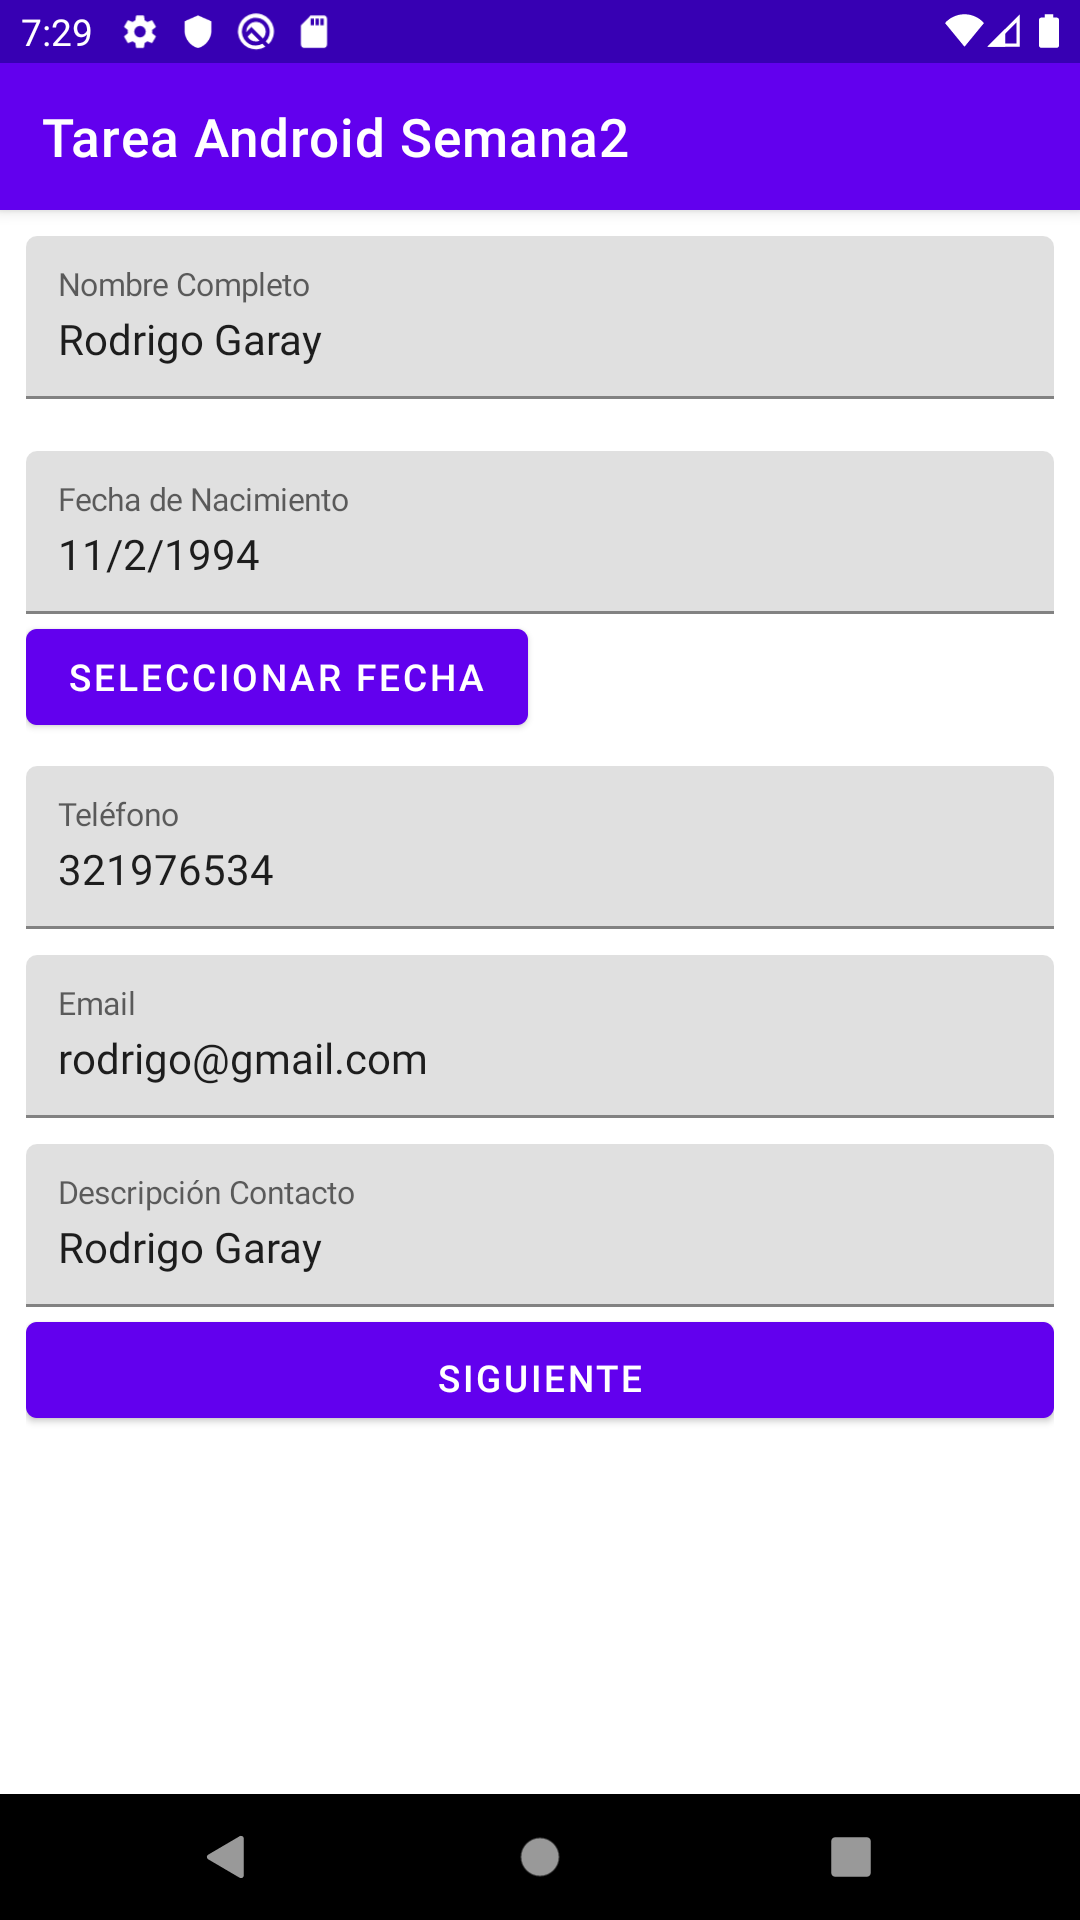 7:29
Tarea Android Semana2
Nombre Completo
Rodrigo Garay
Fecha de Nacimiento
11/2/1994
SELECCIONAR FECHA
Teléfono
321976534
Email
rodrigo@gmail.com
Descripción Contacto
Rodrigo Garay
SIGUIENTE